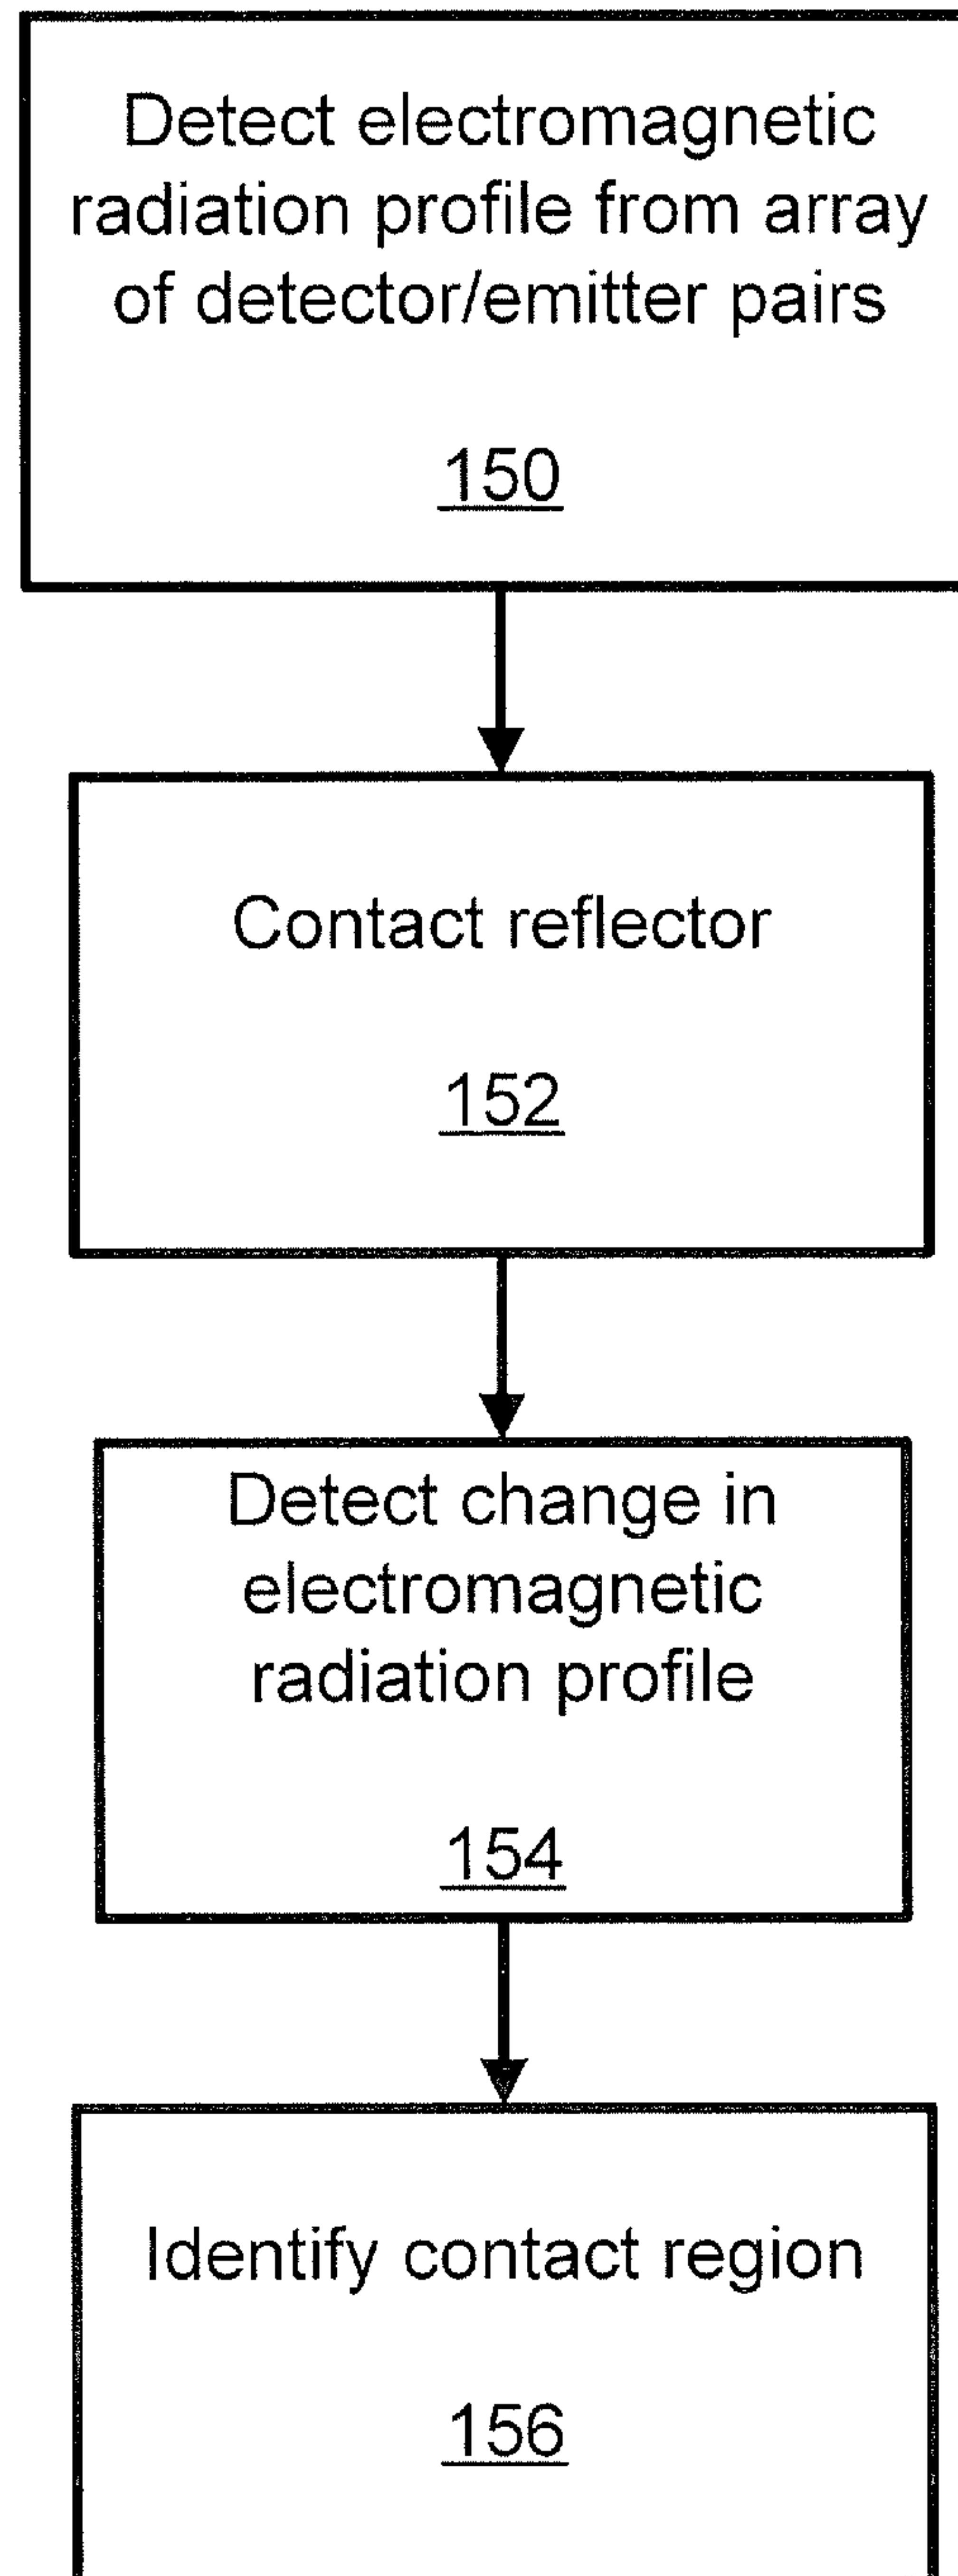 Detect electromagnetic
radiation profile from array
of detector/emitter pairs
150
Contact reflector
152
Detect change in
electromagnetic
radiation profile
154
Identify contact region
156